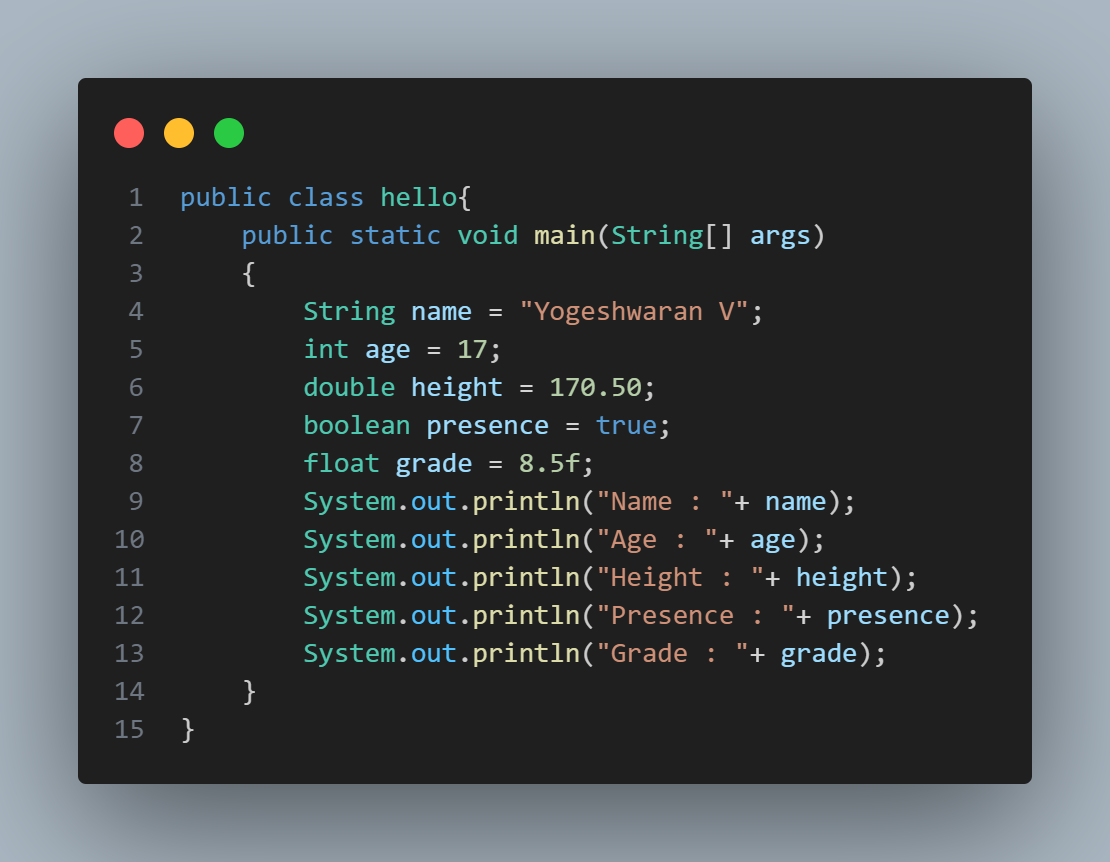 1 public class hello{
2     public static void main(String[] args)
3     {
4         String name = "Yogeshwaran V";
5         int age = 17;
6         double height = 170.50;
7         boolean presence = true;
8         float grade = 8.5f;
9         System.out.println("Name : "+ name);
10         System.out.println("Age : "+ age);
11         System.out.println("Height : "+ height);
12         System.out.println("Presence : "+ presence);
13         System.out.println("Grade : "+ grade);
14     }
15 }